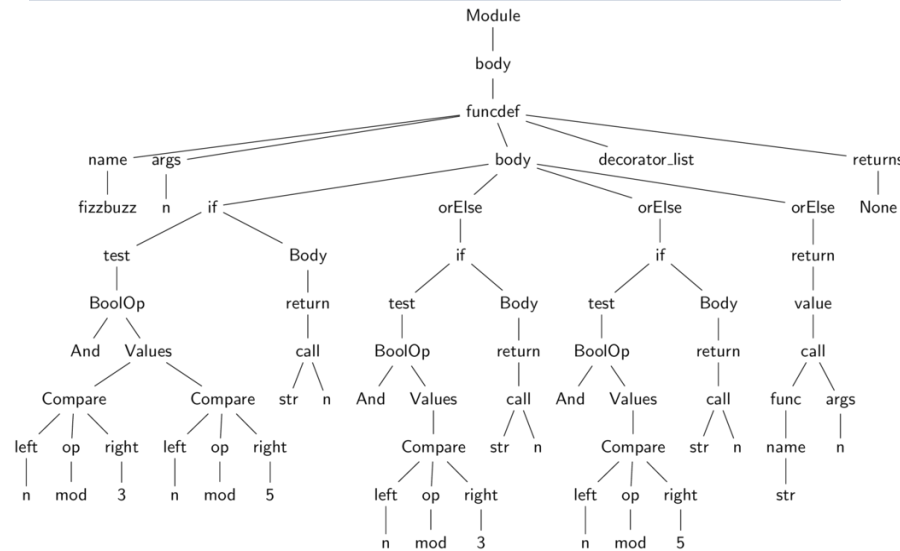 Module
body
funcdef
name args body decorator_list returns
fizzbuzz n if orElse orElse orElse None
test Body if if return
BoolOp return test Body test Body value
And Values call BoolOp return BoolOp return call
Compare Compare str n And Values call And Values call func args
left op right left op right Compare str n Compare str n name n
n mod 3 n mod 5 left op right left op right str
n mod 3 n mod 5